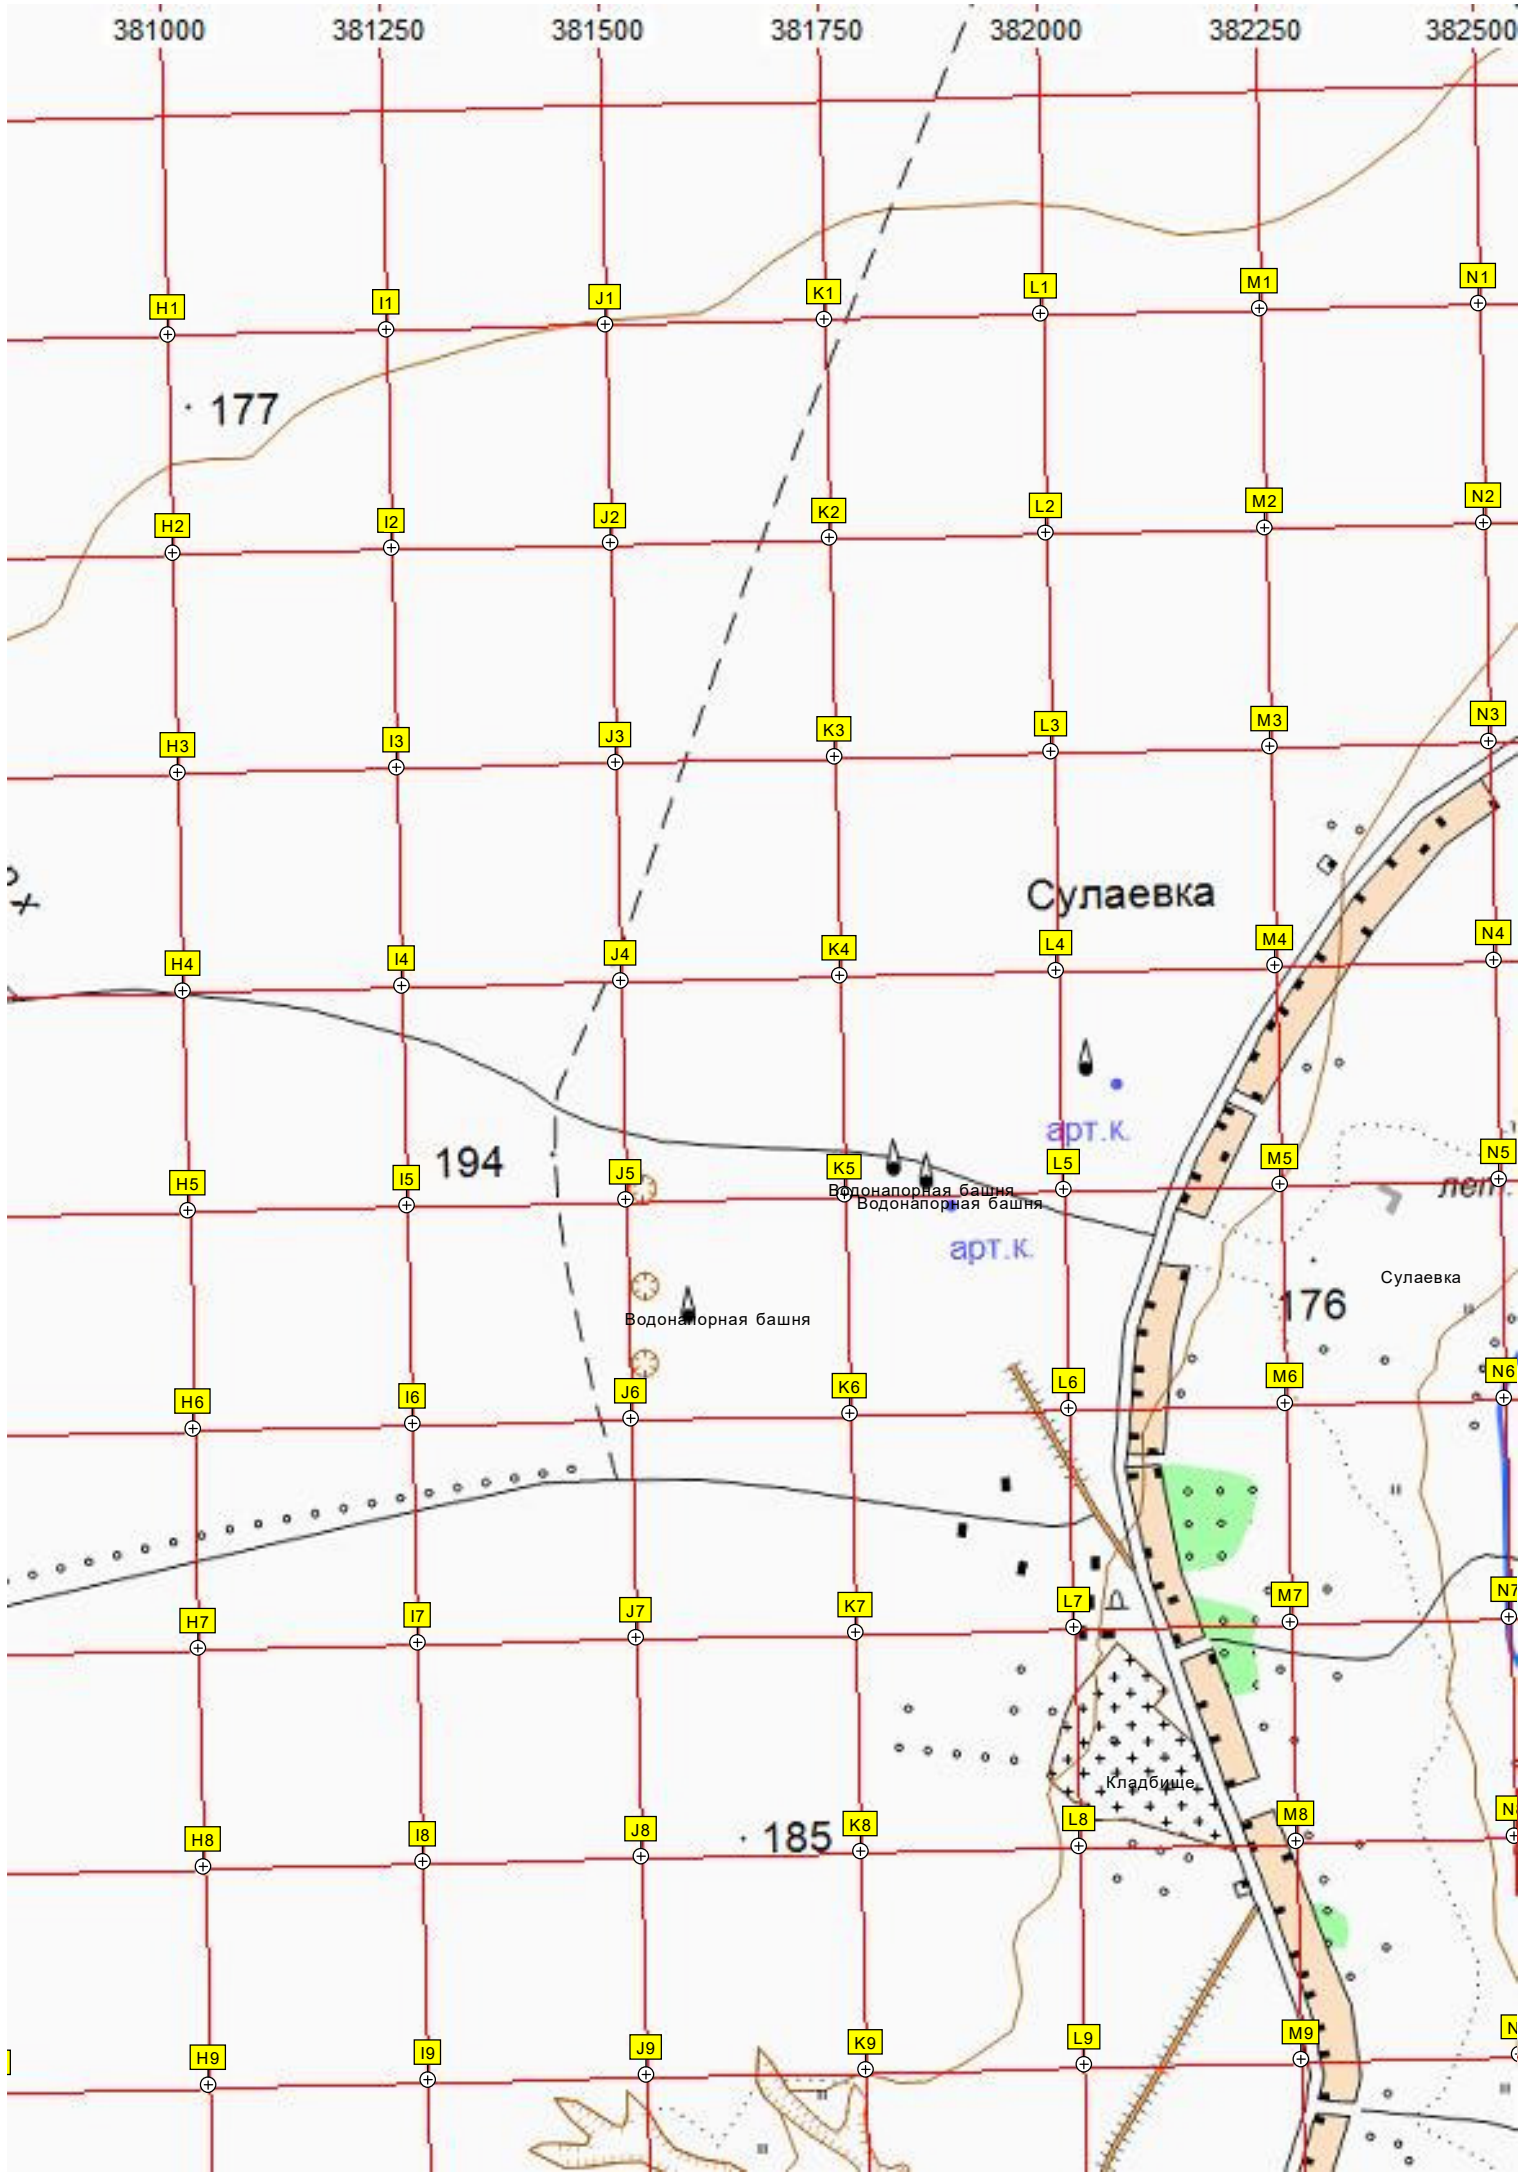 381000 381250 381500 381750 382000 382250 382500
H1 I1 J1 K1 L1 M1 N1
177
H2 I2 J2 K2 L2 M2 N2
H3 I3 J3 K3 L3 M3 N3
Сулаевка
H4 I4 J4 K4 L4 M4 N4
арт.к.
194
H5 I5 J5 K5 L5 M5 N5
Водонапорная башня
лет.
Водонапорная башня
арт.к.
Сулаевка
176
Водонапорная башня
H6 I6 J6 K6 L6 M6 N6
H7 I7 J7 K7 L7 M7 N7
Кладбище
185
H8 I8 J8 K8 L8 M8
H9 I9 J9 K9 L9 M9